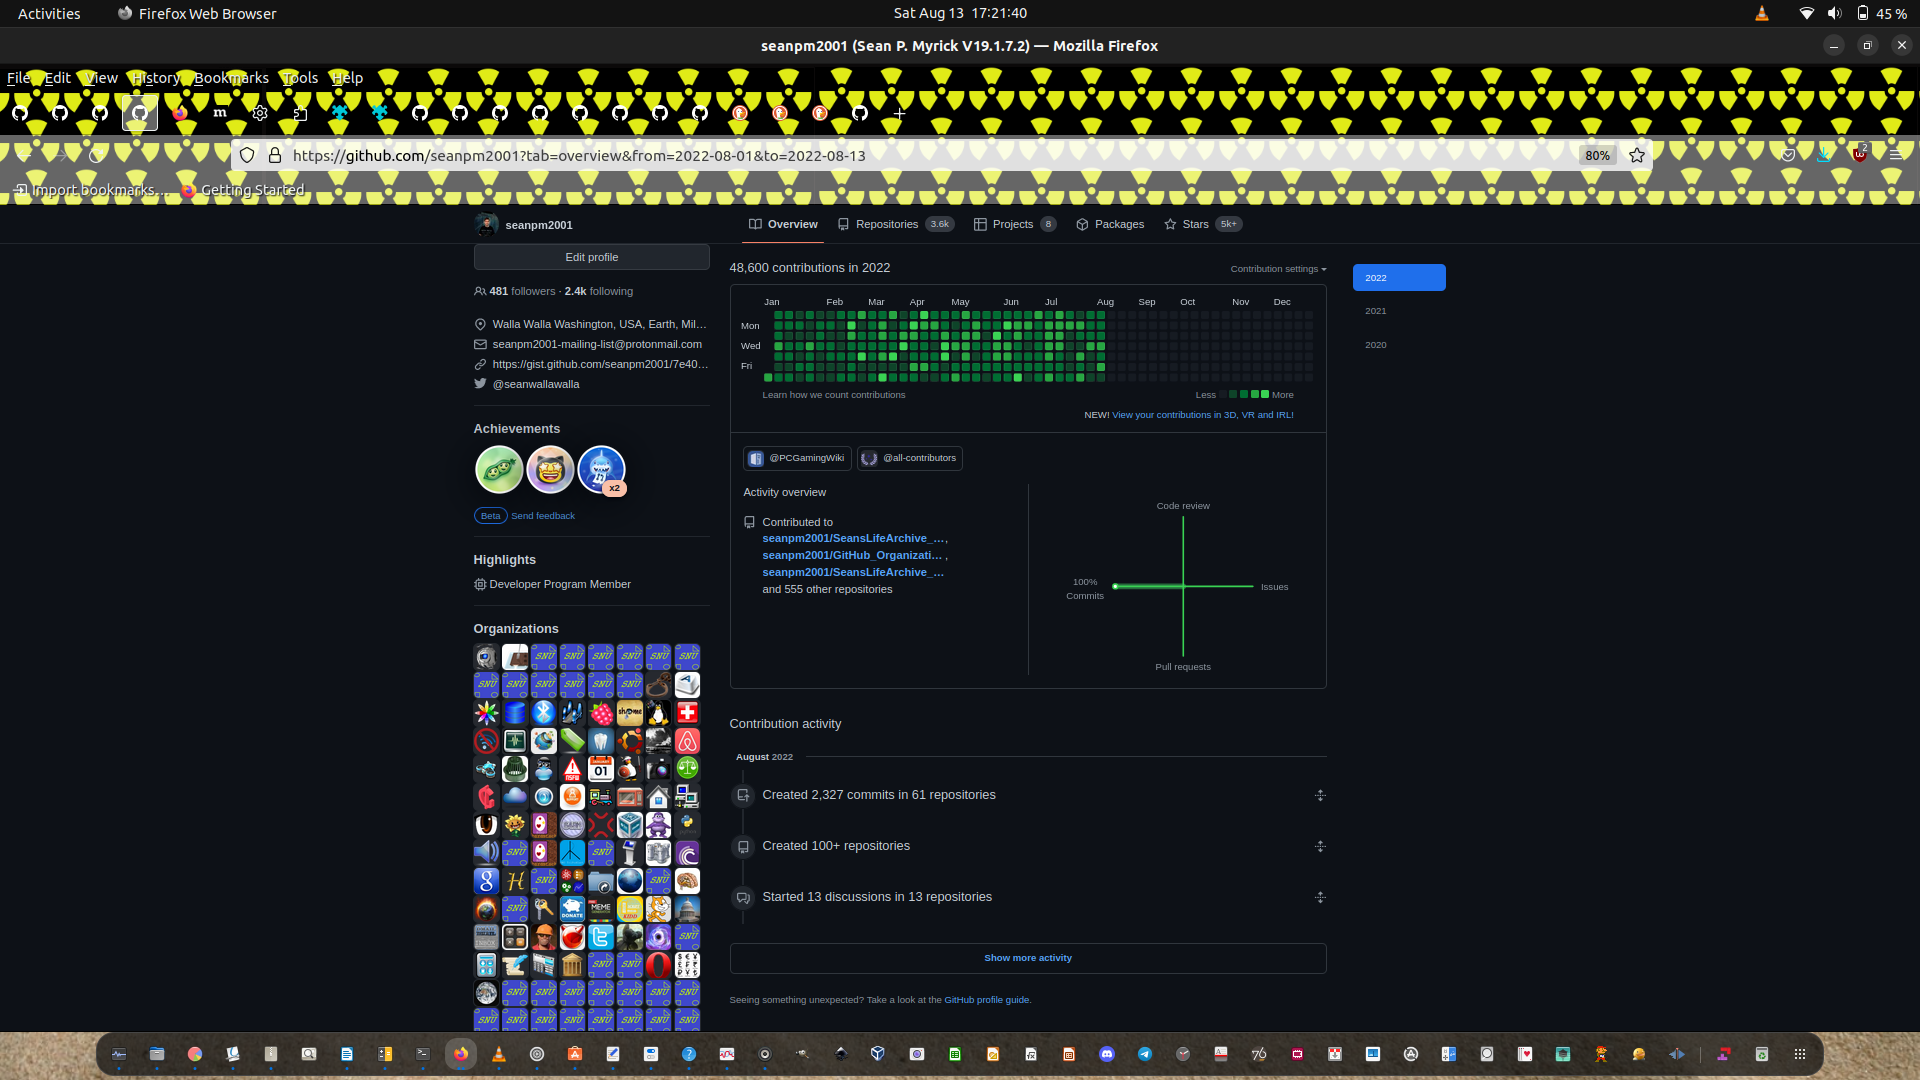 Activities Firefox Web Browser Sat Aug 13 17:21:40 45 %
seanpm2001 (Sean P. Myrick V19.1.7.2) — Mozilla Firefox
File Edit View History Bookmarks Tools Help
https://github.com/seanpm2001?tab=overview&from=2022-08-01&to=2022-08-13 80% 2
Import bookmarks... Getting Started
seanpm2001 Overview Repositories 3.6k Projects 8 Packages Stars 5k+
Edit profile
481 followers · 2.4k following
Walla Walla Washington, USA, Earth, Mil...
seanpm2001-mailing-list@protonmail.com
https://gist.github.com/seanpm2001/7e40...
@seanwallawalla
Achievements
x2
Beta Send feedback
Highlights
Developer Program Member
Organizations
48,600 contributions in 2022 Contribution settings
Jan Feb Mar Apr May Jun Jul Aug Sep Oct Nov Dec
Mon
Wed
Fri
Learn how we count contributions Less More
NEW! View your contributions in 3D, VR and IRL!
@PCGamingWiki @all-contributors
Activity overview
Contributed to
seanpm2001/SeansLifeArchive_...,
seanpm2001/GitHub_Organizati... ,
seanpm2001/SeansLifeArchive_...
and 555 other repositories
Code review
100%
Commits
Issues
Pull requests
Contribution activity
August 2022
Created 2,327 commits in 61 repositories
Created 100+ repositories
Started 13 discussions in 13 repositories
Show more activity
Seeing something unexpected? Take a look at the GitHub profile guide.
2022
2021
2020